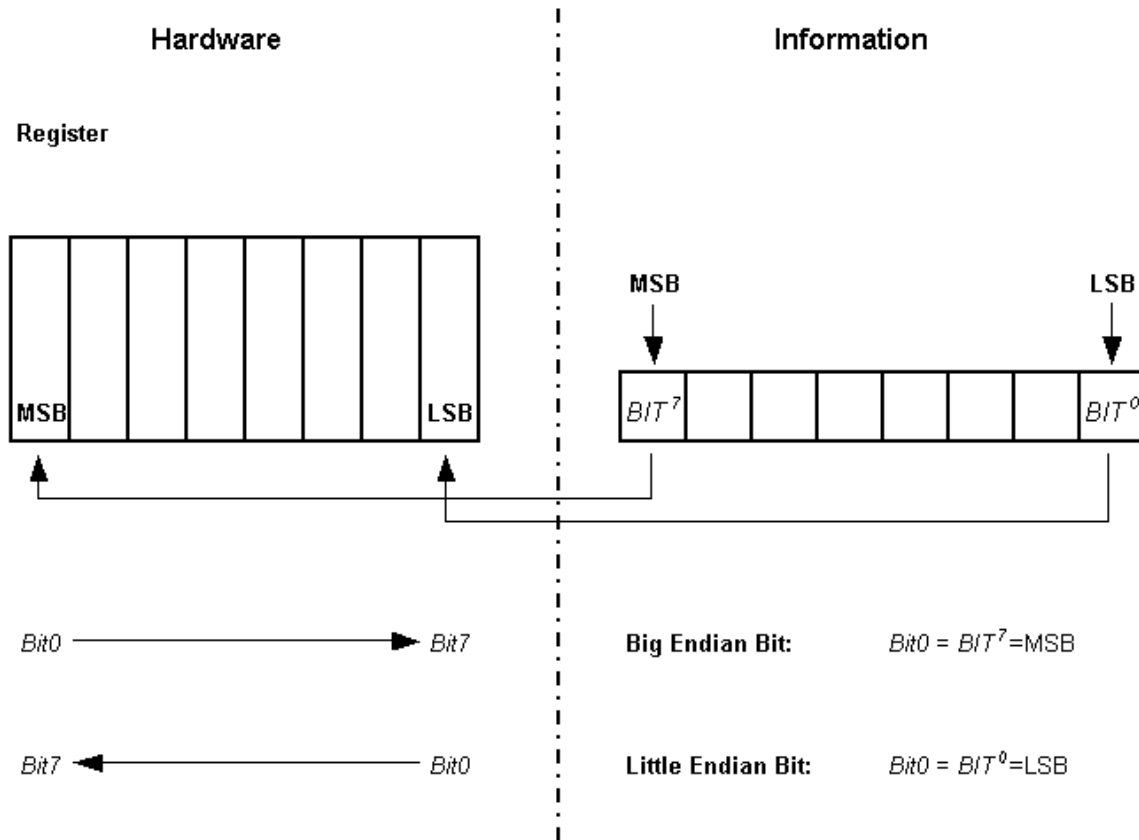 Hardware
Information
Register
MSB
LSB
MSB
LSB
BIT⁷
BIT⁰
Bit0
Bit7
Big Endian Bit: Bit0 = BIT⁷=MSB
Bit7
Bit0
Little Endian Bit: Bit0 = BIT⁰=LSB